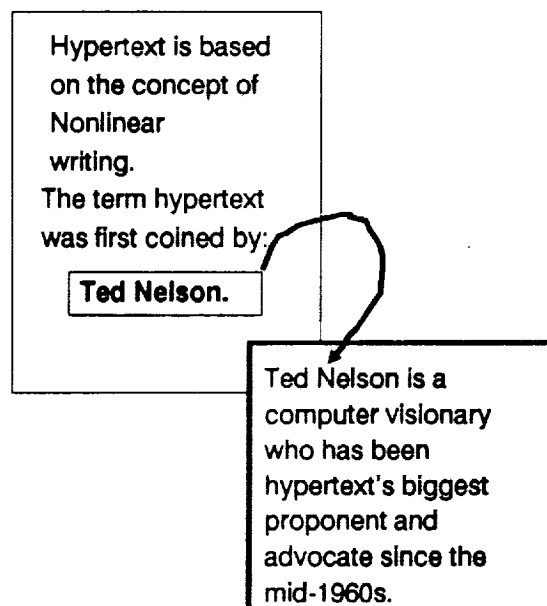 Hypertext is based
on the concept of
Nonlinear
writing.
The term hypertext
was first coined by:
Ted Nelson.
Ted Nelson is a
computer visionary
who has been
hypertext's biggest
proponent and
advocate since the
mid-1960s.